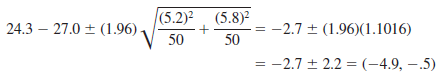 24.3 – 27.0 ± (1.96) √((5.2)²/50 + (5.8)²/50) = –2.7 ± (1.96)(1.1016)
= –2.7 ± 2.2 = (–4.9, –.5)